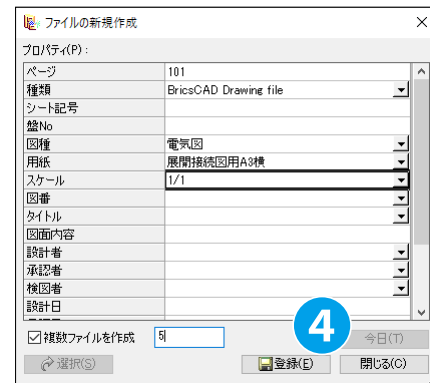 ファイルの新規作成
プロパティ(P):
ページ 101
種類 BricsCAD Drawing file
シート記号
盤No
図種 電気図
用紙 展開接続図用A3横
スケール 1/1
図番
タイトル
図面内容
設計者
承認者
検図者
設計日
複数ファイルを作成 5
4
今日(T)
選択(S) 登録(E) 閉じる(C)